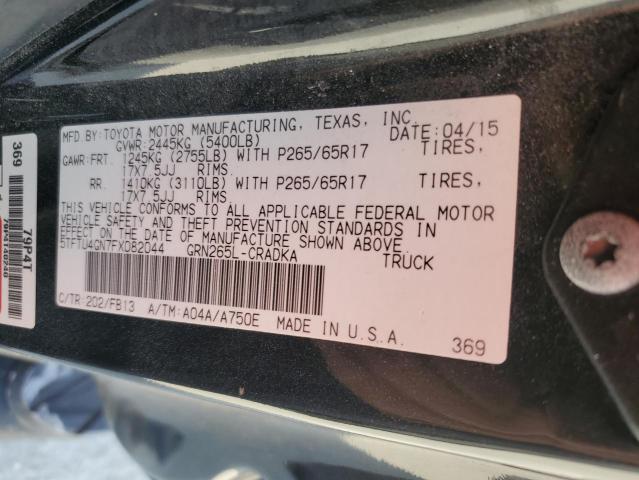 MFD.BY:TOYOTA MOTOR MANUFACTURING, TEXAS, INC.
GVWR:2445KG (5400LB) DATE:04/15
GAWR:FRT. 1245KG (2755LB) WITH P265/65R17 TIRES,
17X7.5JJ RIMS.
RR. 1410KG (3110LB) WITH P265/65R17 TIRES,
17X7.5JJ RIMS.
THIS VEHICLE CONFORMS TO ALL APPLICABLE FEDERAL MOTOR
VEHICLE SAFETY AND THEFT PREVENTION STANDARDS IN
EFFECT ON THE DATE OF MANUFACTURE SHOWN ABOVE.
5TFTU4GN7FX082044 GRN265L-CRADKA TRUCK
C/TR:202/FB13 A/TM:A04A/A750E MADE IN U.S.A.
369
369
79P4T